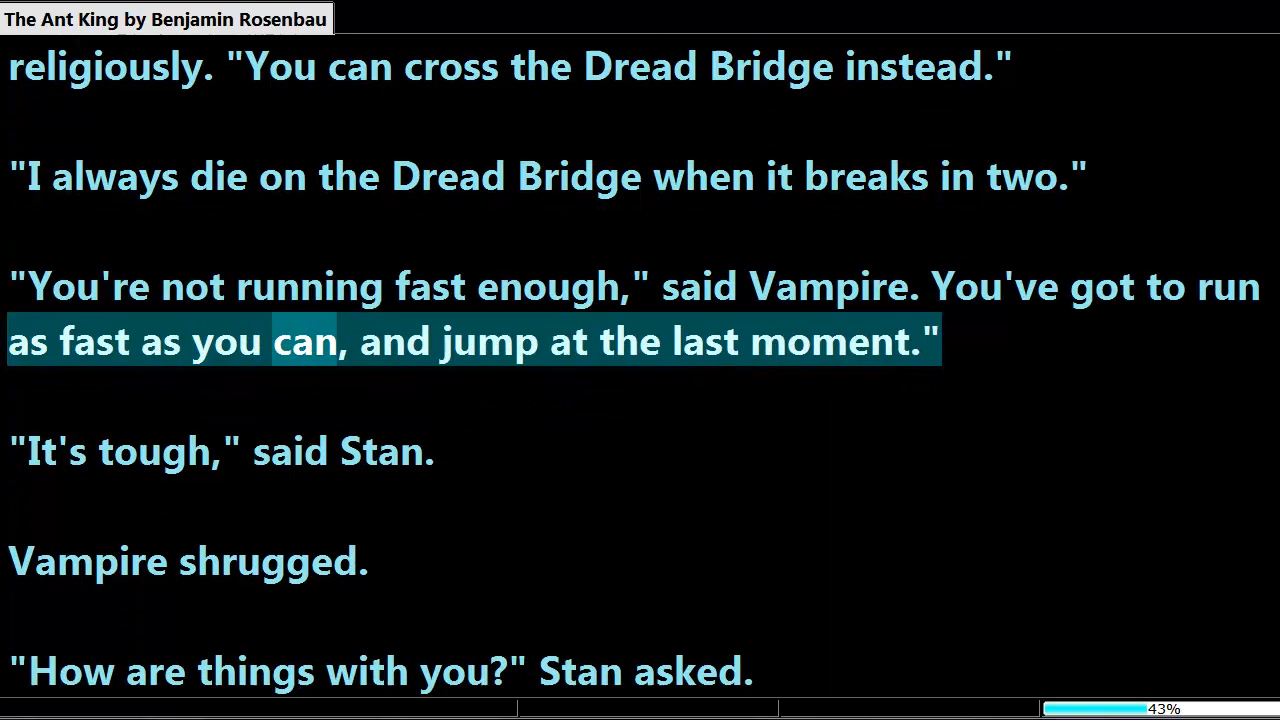 The Ant King by Benjamin Rosenbau
religiously. "You can cross the Dread Bridge instead."
"I always die on the Dread Bridge when it breaks in two."
"You're not running fast enough," said Vampire. You've got to run
as fast as you can, and jump at the last moment."
"It's tough," said Stan.
Vampire shrugged.
"How are things with you?" Stan asked.
43%